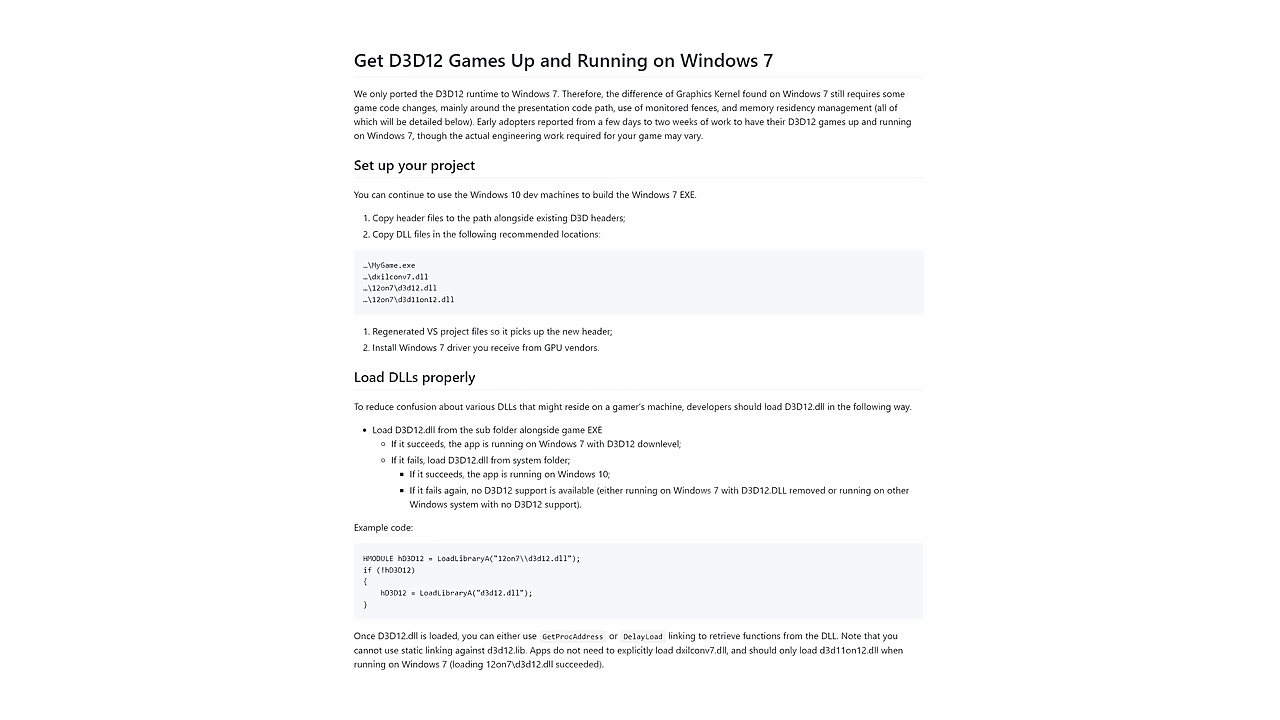 Get D3D12 Games Up and Running on Windows 7
We only ported the D3D12 runtime to Windows 7. Therefore, the difference of Graphics Kernel found on Windows 7 still requires some
game code changes, mainly around the presentation code path, use of monitored fences, and memory residency management (all of
which will be detailed below). Early adopters reported from a few days to two weeks of work to have their D3D12 games up and running
on Windows 7, though the actual engineering work required for your game may vary.
Set up your project
You can continue to use the Windows 10 dev machines to build the Windows 7 EXE.
1. Copy header files to the path alongside existing D3D headers;
2. Copy DLL files in the following recommended locations:
…\MyGame.exe
…\dxilconv7.dll
…\12on7\d3d12.dll
…\12on7\d3d11on12.dll
1. Regenerated VS project files so it picks up the new header;
2. Install Windows 7 driver you receive from GPU vendors.
Load DLLs properly
To reduce confusion about various DLLs that might reside on a gamer's machine, developers should load D3D12.dll in the following way.
• Load D3D12.dll from the sub folder alongside game EXE
◦ If it succeeds, the app is running on Windows 7 with D3D12 downlevel;
◦ If it fails, load D3D12.dll from system folder;
▪ If it succeeds, the app is running on Windows 10;
▪ If it fails again, no D3D12 support is available (either running on Windows 7 with D3D12.DLL removed or running on other
Windows system with no D3D12 support).
Example code:
HMODULE hD3D12 = LoadLibraryA("12on7\\d3d12.dll");
if (!hD3D12)
{
    hD3D12 = LoadLibraryA("d3d12.dll");
}
Once D3D12.dll is loaded, you can either use GetProcAddress or DelayLoad linking to retrieve functions from the DLL. Note that you
cannot use static linking against d3d12.lib. Apps do not need to explicitly load dxilconv7.dll, and should only load d3d11on12.dll when
running on Windows 7 (loading 12on7\d3d12.dll succeeded).